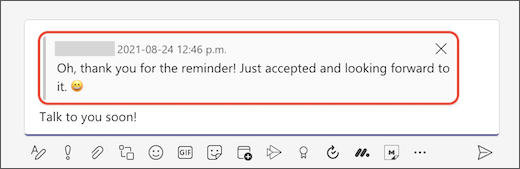 2021-08-24 12:46 p.m.
Oh, thank you for the reminder! Just accepted and looking forward to
it. 😀
Talk to you soon!
GIF
M